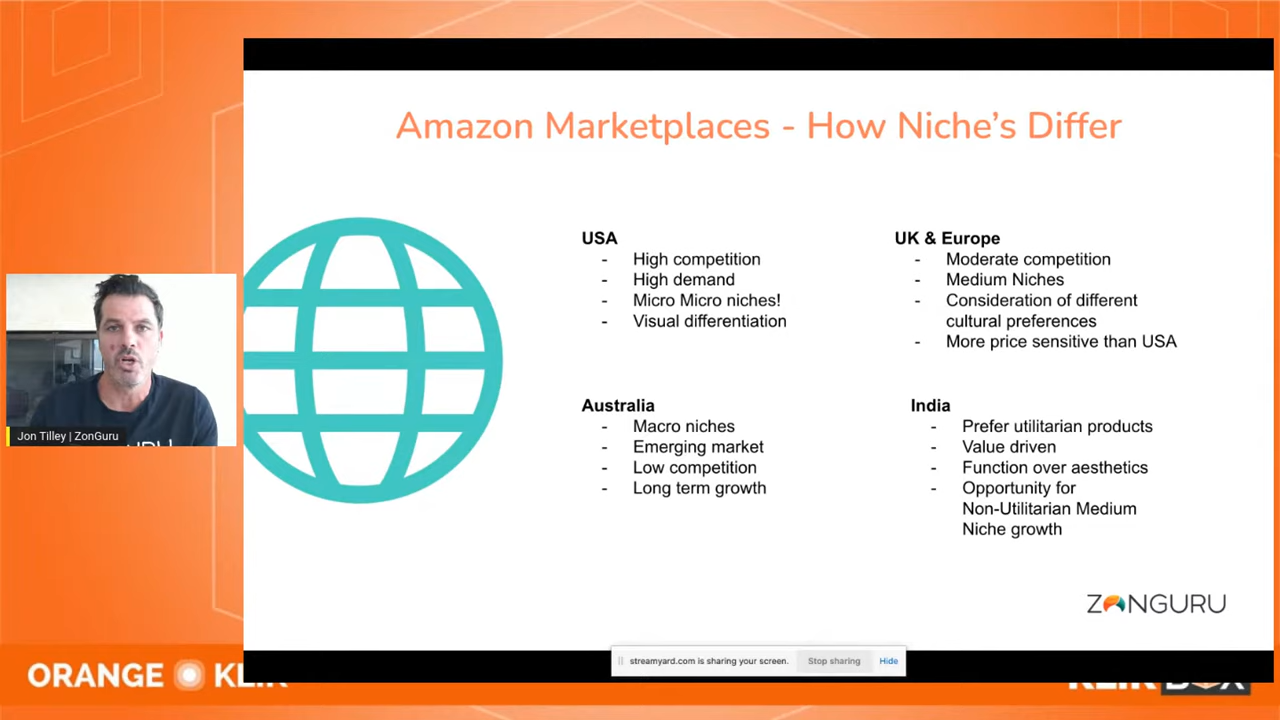 Amazon Marketplaces - How Niche's Differ
USA
- High competition
- High demand
- Micro Micro niches!
- Visual differentiation
UK & Europe
- Moderate competition
- Medium Niches
- Consideration of different
cultural preferences
- More price sensitive than USA
Australia
- Macro niches
- Emerging market
- Low competition
- Long term growth
India
- Prefer utilitarian products
- Value driven
- Function over aesthetics
- Opportunity for
Non-Utilitarian Medium
Niche growth
Jon Tilley | ZonGuru
ZONGURU
streamyard.com is sharing your screen. Stop sharing Hide
ORANGE KLIK